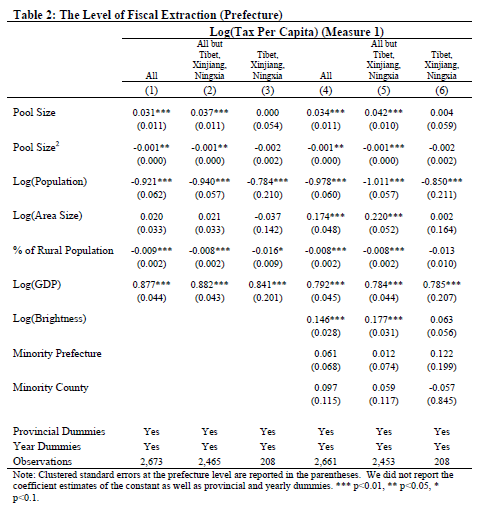 Table 2: The Level of Fiscal Extraction (Prefecture)
Log(Tax Per Capita) (Measure 1)
All (1) All but Tibet, Xinjiang, Ningxia (2) Tibet, Xinjiang, Ningxia (3) All (4) All but Tibet, Xinjiang, Ningxia (5) Tibet, Xinjiang, Ningxia (6)
Pool Size 0.031*** 0.037*** 0.000 0.034*** 0.042*** 0.004
(0.011) (0.011) (0.054) (0.011) (0.010) (0.059)
Pool Size² -0.001** -0.001** -0.002 -0.001** -0.001*** -0.002
(0.000) (0.000) (0.002) (0.000) (0.000) (0.002)
Log(Population) -0.921*** -0.940*** -0.784*** -0.978*** -1.011*** -0.850***
(0.062) (0.057) (0.210) (0.060) (0.057) (0.211)
Log(Area Size) 0.020 0.021 -0.037 0.174*** 0.220*** 0.002
(0.033) (0.033) (0.142) (0.048) (0.052) (0.164)
% of Rural Population -0.009*** -0.008*** -0.016* -0.008*** -0.008*** -0.013
(0.002) (0.002) (0.009) (0.002) (0.002) (0.010)
Log(GDP) 0.877*** 0.882*** 0.841*** 0.792*** 0.784*** 0.785***
(0.044) (0.043) (0.201) (0.045) (0.044) (0.207)
Log(Brightness) 0.146*** 0.177*** 0.063
(0.028) (0.031) (0.056)
Minority Prefecture 0.061 0.012 0.122
(0.068) (0.074) (0.199)
Minority County 0.097 0.059 -0.057
(0.115) (0.117) (0.845)
Provincial Dummies Yes Yes Yes Yes Yes Yes
Year Dummies Yes Yes Yes Yes Yes Yes
Observations 2,673 2,465 208 2,661 2,453 208
Note: Clustered standard errors at the prefecture level are reported in the parentheses. We did not report the
coefficient estimates of the constant as well as provincial and yearly dummies. *** p<0.01, ** p<0.05, *
p<0.1.